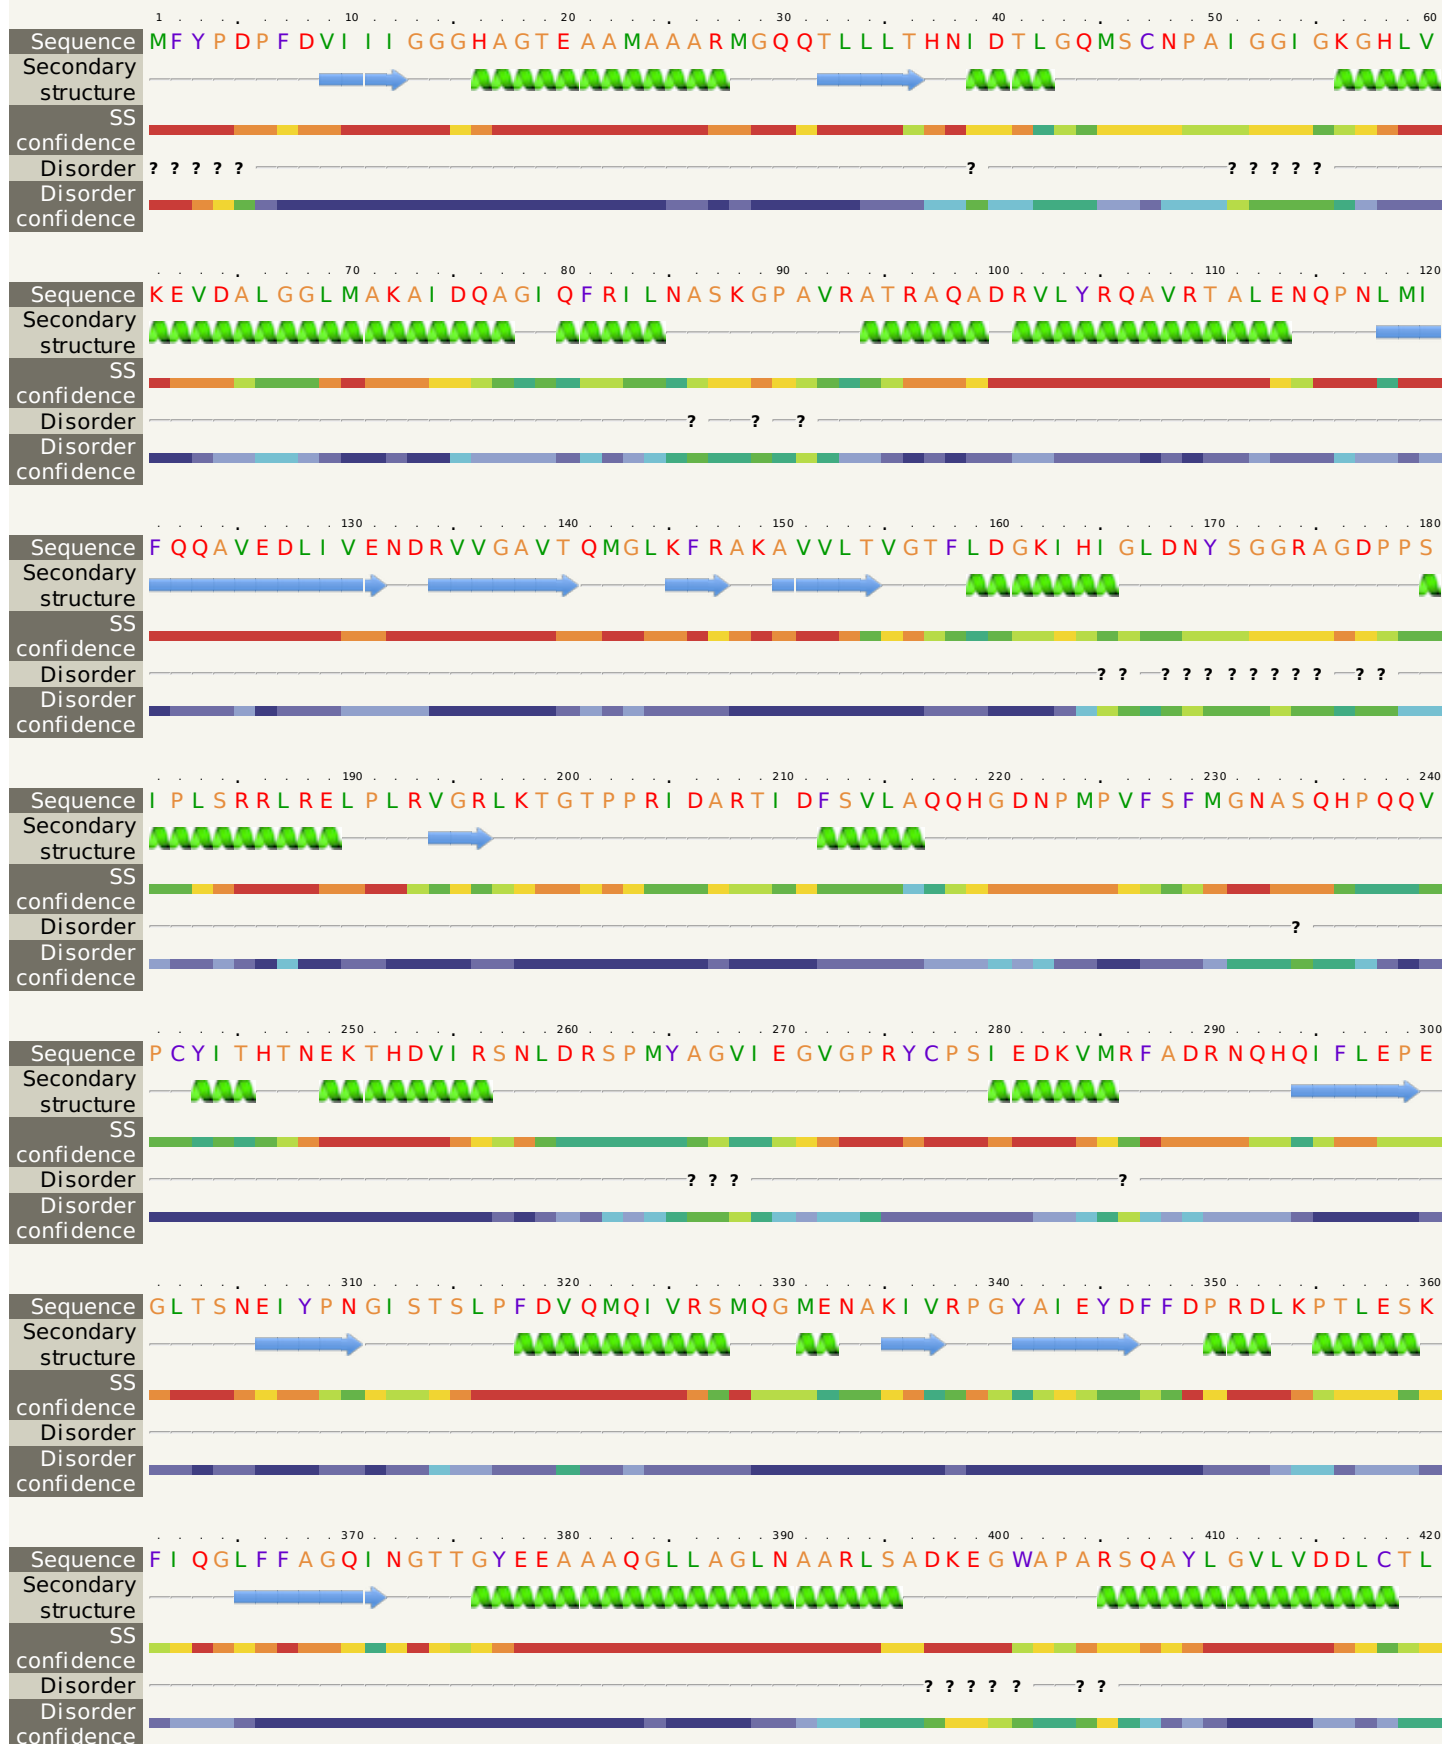 1 . . . . 10 . . . . 20 . . . . 30 . . . . 40 . . . . 50 . . . . 60
Sequence MFYPDPFDVIIIGGGHAGTEAAMAAARMGQQTLLLTHNIDTLGQMSCNPAIGGIGKGHLV
Secondary
structure
SS
confidence
Disorder ? ? ? ? ? ? ? ? ? ? ?
Disorder
confidence
70 80 90 100 110 120
Sequence KEVDALGGLMAKAIDQAGIQFRILNASKGPAVRATRAQADRVLYRQAVRTALENQPNLMI
Secondary
structure
SS
confidence
Disorder ? ? ?
Disorder
confidence
130 140 150 160 170 180
Sequence FQQAVEDLIVENDRVVGAVTQMGLKFRAKAVVLTVGTFLDGKIHIGLDNYSGGRAGDPPS
Secondary
structure
SS
confidence
Disorder ? ? ? ? ? ? ? ? ? ? ? ?
Disorder
confidence
190 200 210 220 230 240
Sequence IPLSRRLRELPLRVGRLKTGTPPRIDARTIDFSVLAQQHGDNPMPVFSFMGNASQHPQQV
Secondary
structure
SS
confidence
Disorder ?
Disorder
confidence
250 260 270 280 290 300
Sequence PCYITHTNEKTHDVIRSNLDRSPMYAGVIEGVGPRYCPSIEDKVMRFADRNQHQIFLEPE
Secondary
structure
SS
confidence
Disorder ? ? ? ?
Disorder
confidence
310 320 330 340 350 360
Sequence GLTSNEIYPNGISTSLPFDVQMQIVRSMQGMENAKIVRPGYAIEYDFFDPRDLKPTLESK
Secondary
structure
SS
confidence
Disorder
Disorder
confidence
370 380 390 400 410 420
Sequence FIQGLFFAGQINGTTGYEEAAAQGLLAGLNAARLSADKEGWAPARSQAYLGVLVDDLCTL
Secondary
structure
SS
confidence
Disorder ? ? ? ? ? ? ?
Disorder
confidence